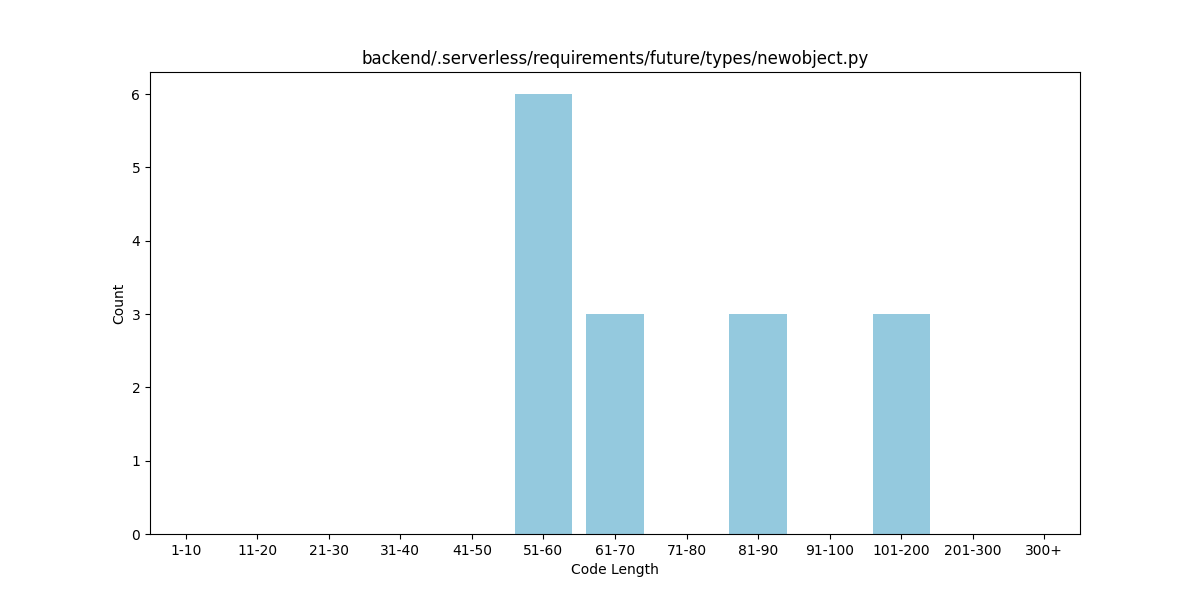 backend/.serverless/requirements/future/types/newobject.py
Count
6
5
4
3
2
1
0
1-10 11-20 21-30 31-40 41-50 51-60 61-70 71-80 81-90 91-100 101-200 201-300 300+
Code Length